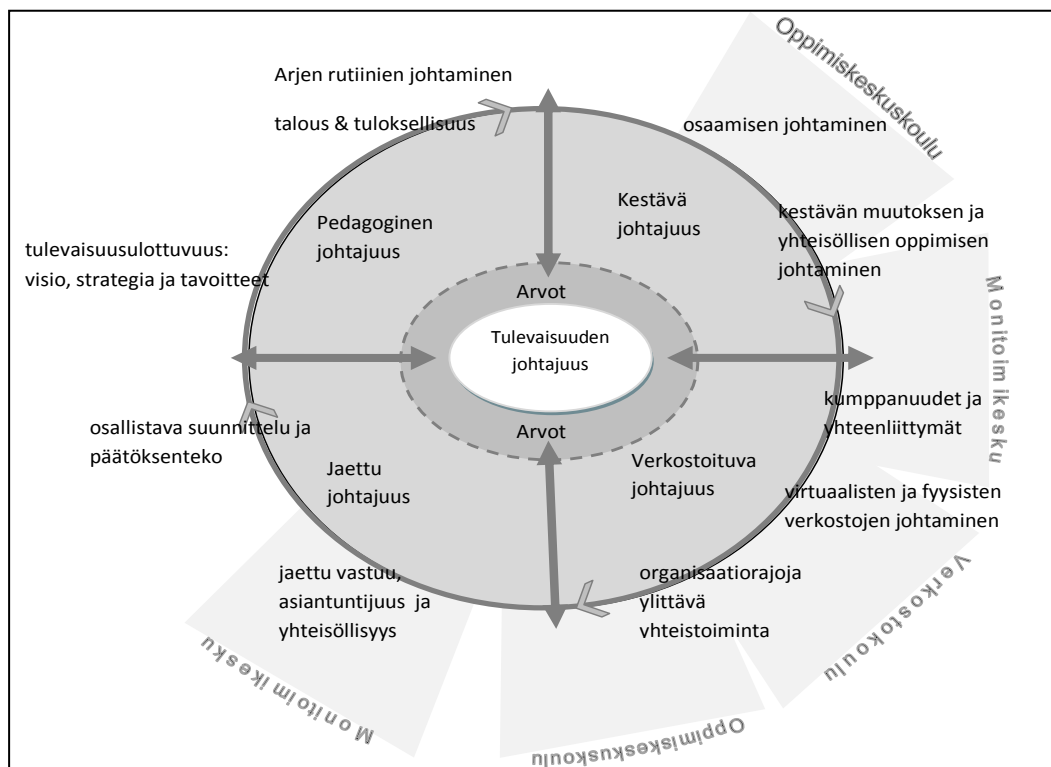 Oppimiskeskuskoulu
Arjen rutiinien johtaminen
talous & tuloksellisuus
osaamisen johtaminen
Pedagoginen
johtajuus
Kestävä
johtajuus
kestävän muutoksen ja
yhteisöllisen oppimisen
johtaminen
tulevaisuusulottuvuus:
visio, strategia ja tavoitteet
Arvot
Tulevaisuuden
johtajuus
Monitoimikesku
Arvot
kumppanuudet ja
yhteenliittymät
osallistava suunnittelu ja
päätöksenteko
Jaettu
johtajuus
Verkostoituva
johtajuus
virtuaalisten ja fyysisten
verkostojen johtaminen
jaettu vastuu,
asiantuntijuus ja
yhteisöllisyys
organisaatiorajoja
ylittävä
yhteistoiminta
Verkostokoulu
Monitoimikesku
Oppimiskeskuskoulu